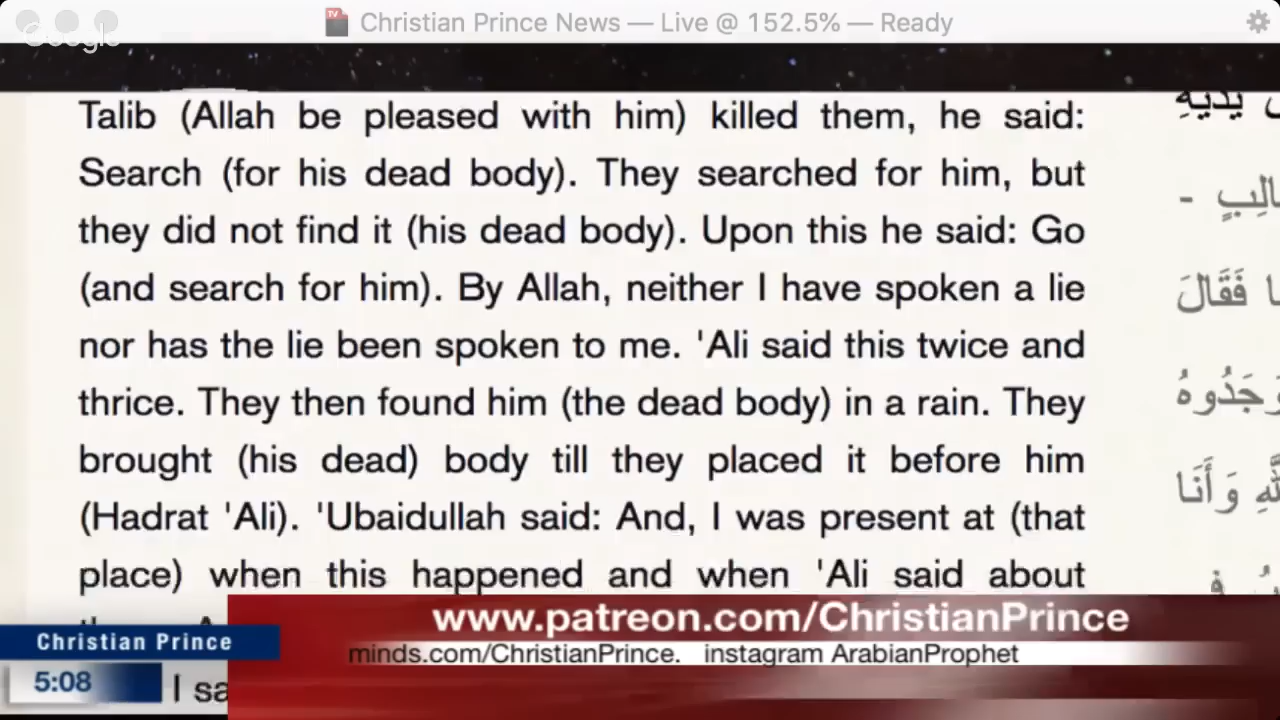 Christian Prince News — Live @ 152.5% — Ready
Google
Talib (Allah be pleased with him) killed them, he said:
Search (for his dead body). They searched for him, but
they did not find it (his dead body). Upon this he said: Go
(and search for him). By Allah, neither I have spoken a lie
nor has the lie been spoken to me. 'Ali said this twice and
thrice. They then found him (the dead body) in a rain. They
brought (his dead) body till they placed it before him
(Hadrat 'Ali). 'Ubaidullah said: And, I was present at (that
place) when this happened and when 'Ali said about
يَدَيْهِ
-
فَقَالَ
وَأَنَا
www.patreon.com/ChristianPrince
Christian Prince
minds.com/ChristianPrince. instagram ArabianProphet
5:08
I sa